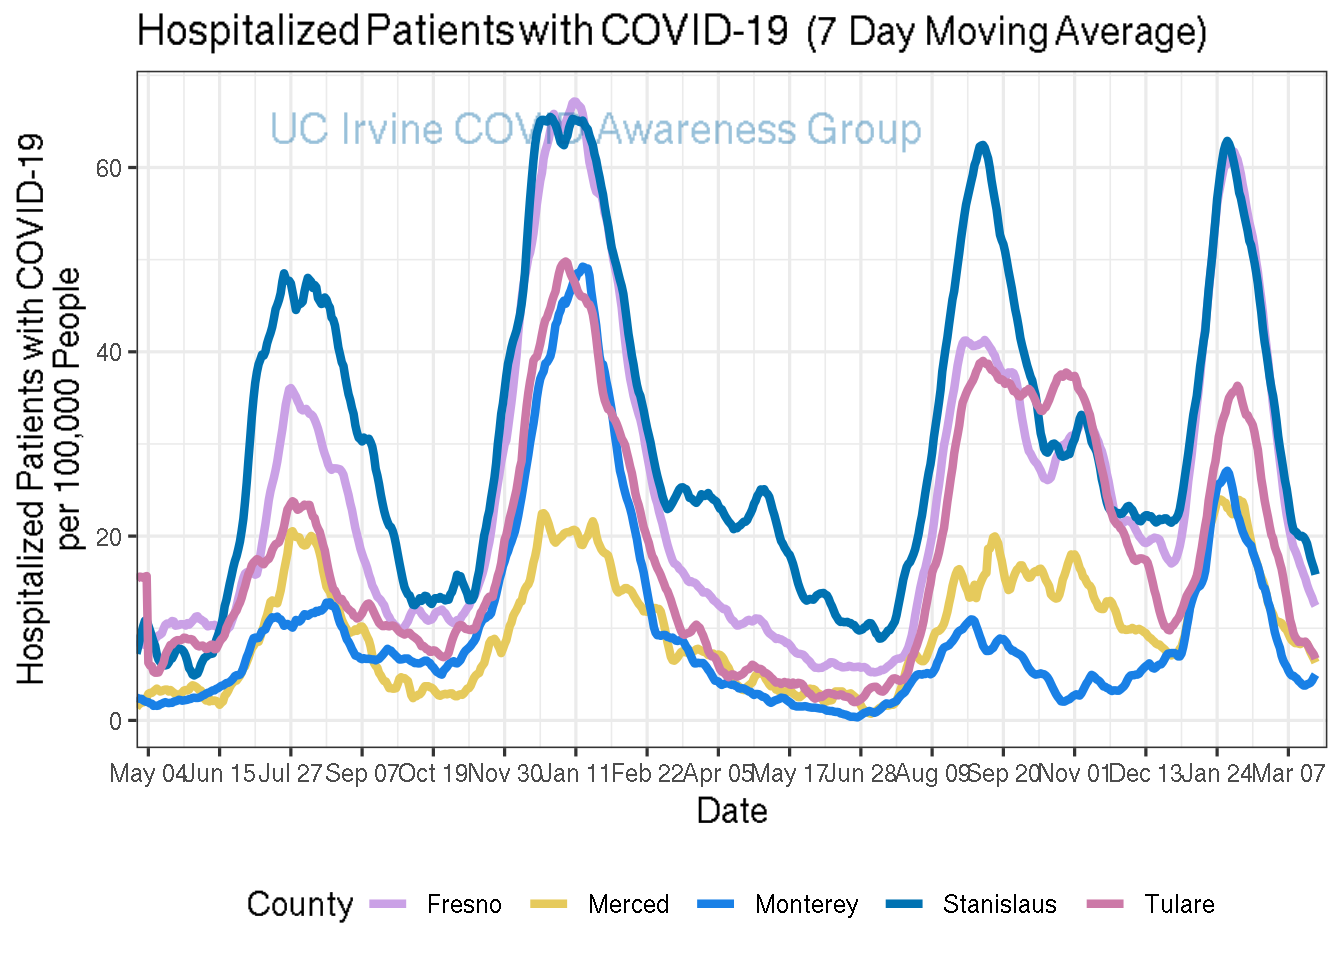 Hospitalized Patients with COVID-19 (7 Day Moving Average)
UC Irvine COVID Awareness Group
Hospitalized Patients with COVID-19
per 100,000 People
60
40
20
0
May 04 Jun 15 Jul 27 Sep 07 Oct 19 Nov 30 Jan 11 Feb 22 Apr 05 May 17 Jun 28 Aug 09 Sep 20 Nov 01 Dec 13 Jan 24 Mar 07
Date
County Fresno Merced Monterey Stanislaus Tulare